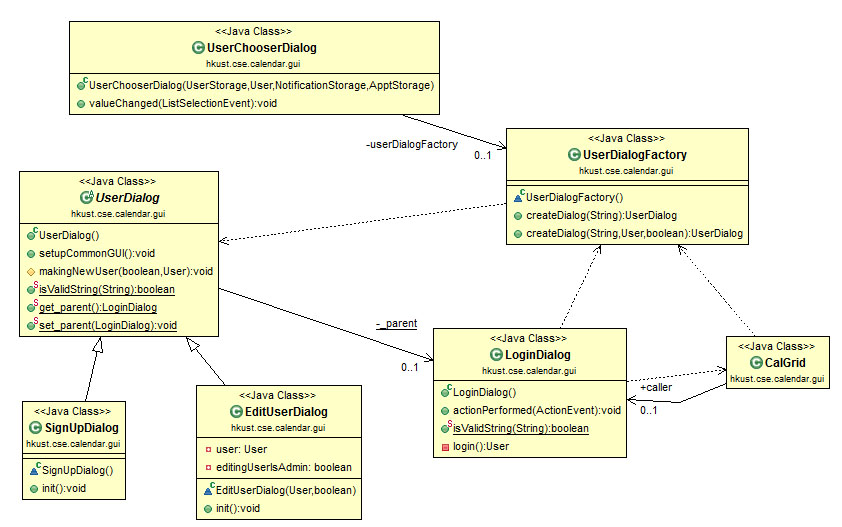 <<Java Class>>
UserChooserDialog
hkust.cse.calendar.gui
UserChooserDialog(UserStorage,User,NotificationStorage,ApptStorage)
valueChanged(ListSelectionEvent):void
-userDialogFactory
0..1
<<Java Class>>
UserDialogFactory
hkust.cse.calendar.gui
UserDialogFactory()
createDialog(String):UserDialog
createDialog(String,User,boolean):UserDialog
<<Java Class>>
UserDialog
hkust.cse.calendar.gui
UserDialog()
setupCommonGUI():void
makingNewUser(boolean,User):void
isValidString(String):boolean
get_parent():LoginDialog
set_parent(LoginDialog):void
-_parent
0..1
<<Java Class>>
LoginDialog
hkust.cse.calendar.gui
LoginDialog()
actionPerformed(ActionEvent):void
isValidString(String):boolean
login():User
+caller
0..1
<<Java Class>>
CalGrid
hkust.cse.calendar.gui
<<Java Class>>
SignUpDialog
hkust.cse.calendar.gui
SignUpDialog()
init():void
<<Java Class>>
EditUserDialog
hkust.cse.calendar.gui
user: User
editingUserIsAdmin: boolean
EditUserDialog(User,boolean)
init():void